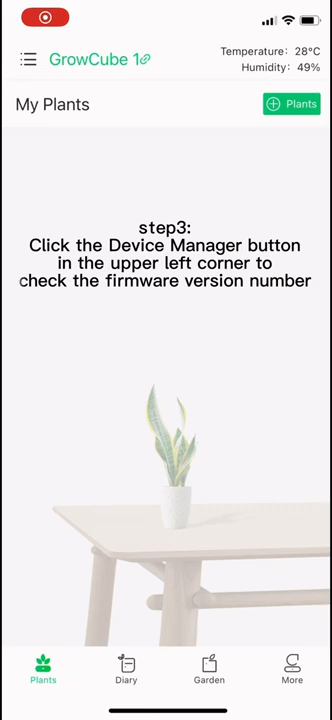 GrowCube 1
Temperature: 28°C
Humidity: 49%
My Plants
Plants
step3:
Click the Device Manager button
in the upper left corner to
check the firmware version number
Plants
Diary
Garden
More